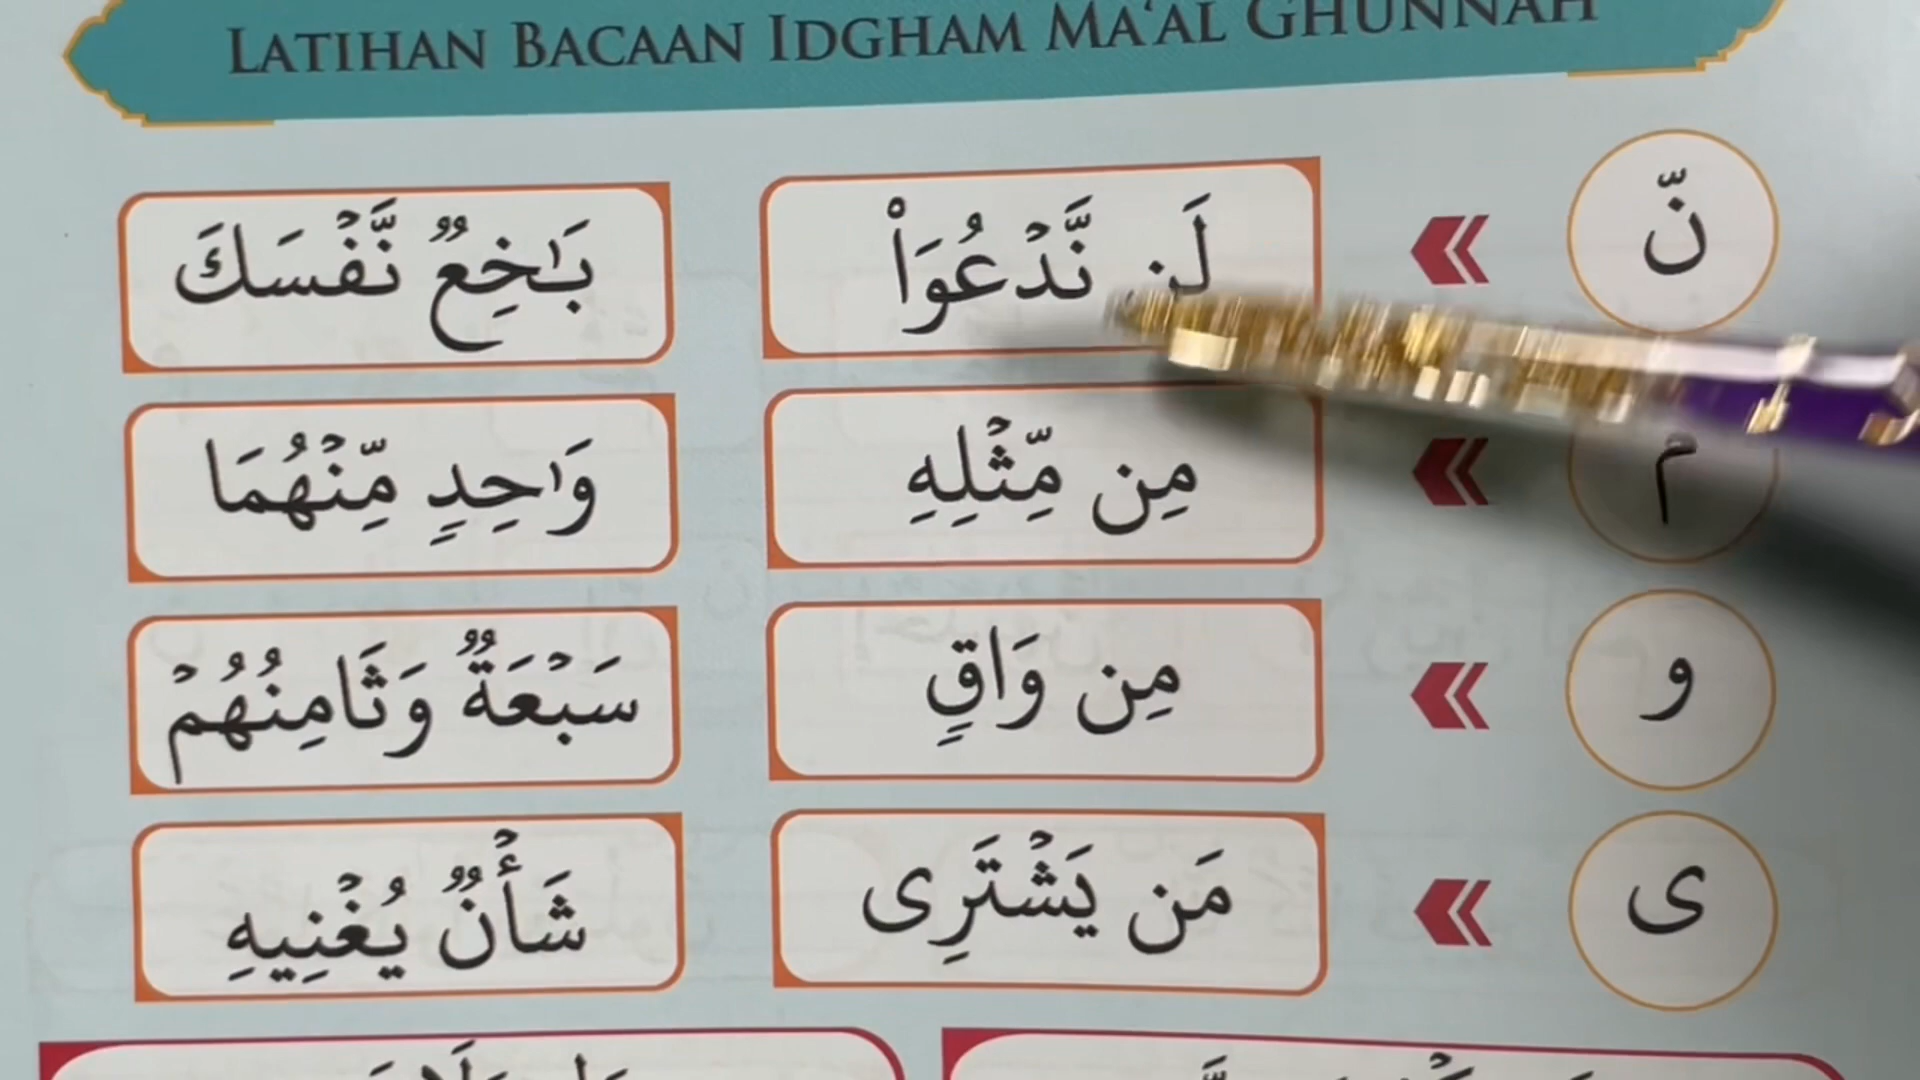 LATIHAN BACAAN IDGHAM MA'AL GHUNNAH
نّ لَن نَّدۡعُوَا۟ بَـٰخِعٌ نَّفۡسَكَ
م مِن مِّثۡلِهِ وَٰحِدٍ مِّنۡهُمَا
و مِن وَاقٍ سَبۡعَةٌ وَثَامِنُهُمۡ
ى مَن يَشۡتَرِى شَأۡنٌ يُغۡنِيهِ